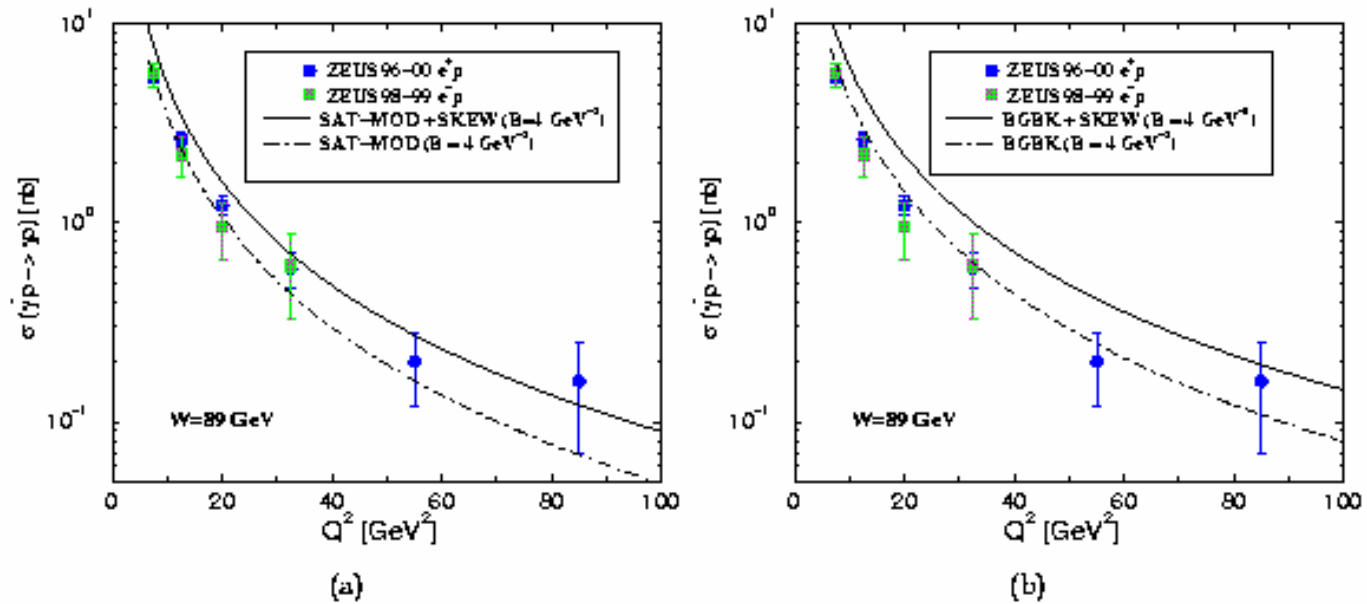 10¹
10⁰
10⁻¹
σ (γ p -> γp) [nb]
ZEUS 96-00 e⁺p
ZEUS 98-99 e⁻p
SAT-MOD + SKEW (B=4 GeV⁻²)
SAT-MOD (B = 4 GeV⁻²)
W=89 GeV
0 20 40 60 80 100
Q² [GeV²]
(a)
10¹
10⁰
10⁻¹
σ (γ p -> γp) [nb]
ZEUS 96-00 e⁺p
ZEUS 98-99 e⁻p
BGBK + SKEW (B=4 GeV⁻²)
BGBK (B = 4 GeV⁻²)
W=89 GeV
0 20 40 60 80 100
Q² [GeV²]
(b)